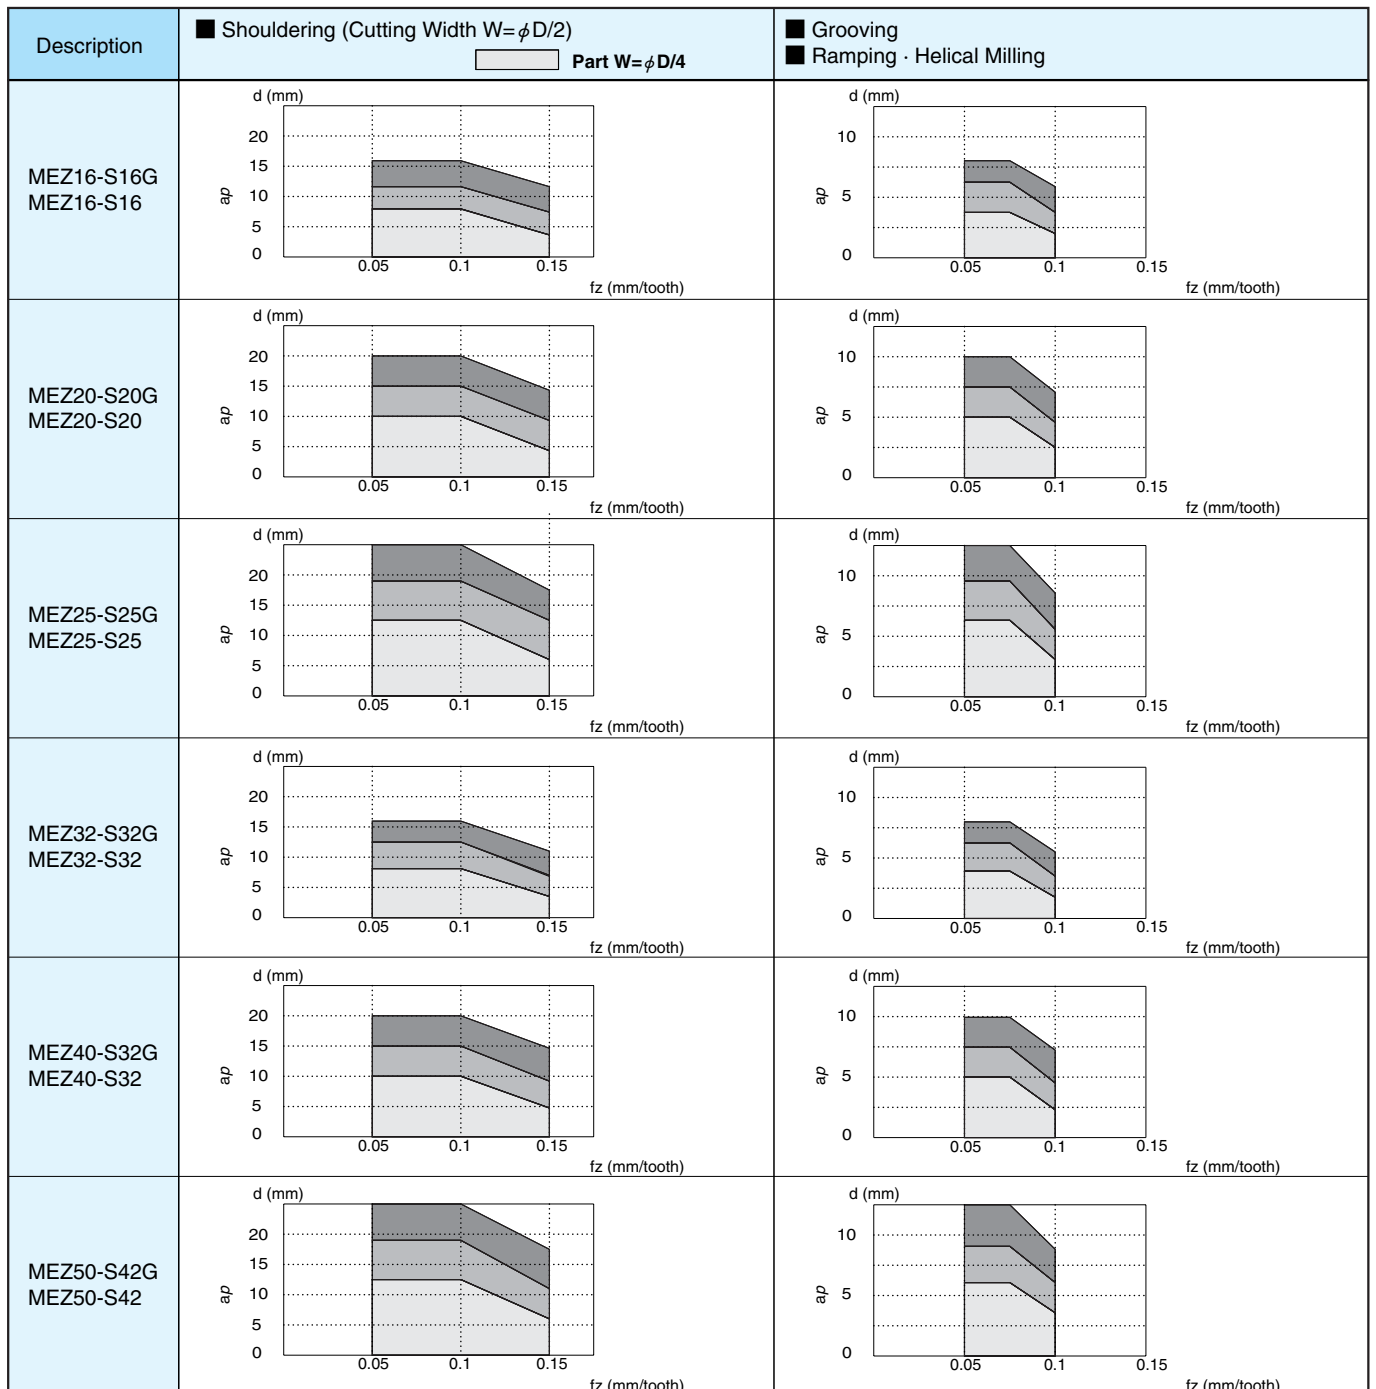 Description
■ Shouldering (Cutting Width W=φD/2)
Part W=φD/4
■ Grooving
■ Ramping · Helical Milling
MEZ16-S16G
MEZ16-S16
d (mm)
20
15
10
5
0
ap
0.05 0.1 0.15
fz (mm/tooth)
d (mm)
10
5
0
ap
0.05 0.1 0.15
fz (mm/tooth)
MEZ20-S20G
MEZ20-S20
d (mm)
20
15
10
5
0
ap
0.05 0.1 0.15
fz (mm/tooth)
d (mm)
10
5
0
ap
0.05 0.1 0.15
fz (mm/tooth)
MEZ25-S25G
MEZ25-S25
d (mm)
20
15
10
5
0
ap
0.05 0.1 0.15
fz (mm/tooth)
d (mm)
10
5
0
ap
0.05 0.1 0.15
fz (mm/tooth)
MEZ32-S32G
MEZ32-S32
d (mm)
20
15
10
5
0
ap
0.05 0.1 0.15
fz (mm/tooth)
d (mm)
10
5
0
ap
0.05 0.1 0.15
fz (mm/tooth)
MEZ40-S32G
MEZ40-S32
d (mm)
20
15
10
5
0
ap
0.05 0.1 0.15
fz (mm/tooth)
d (mm)
10
5
0
ap
0.05 0.1 0.15
fz (mm/tooth)
MEZ50-S42G
MEZ50-S42
d (mm)
20
15
10
5
0
ap
0.05 0.1 0.15
fz (mm/tooth)
d (mm)
10
5
0
ap
0.05 0.1 0.15
fz (mm/tooth)